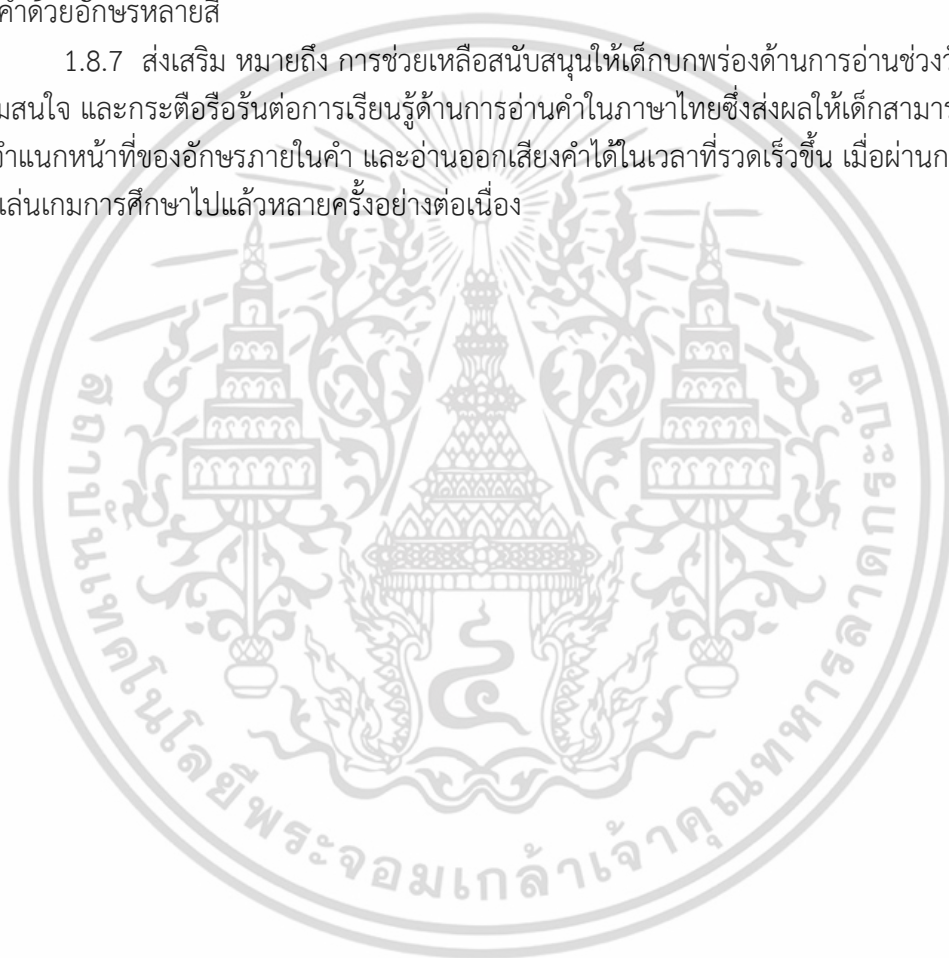 คำด้วยอักษรหลายสี
1.8.7 ส่งเสริม หมายถึง การช่วยเหลือสนับสนุนให้เด็กบกพร่องด้านการอ่านช่วง
สนใจ และกระตือรือร้นต่อการเรียนรู้ด้านการอ่านคำในภาษาไทยซึ่งส่งผลให้เด็กสามาร
จำแนกหน้าที่ของอักษรภายในคำ และอ่านออกเสียงคำได้ในเวลาที่รวดเร็วขึ้น เมื่อผ่านก
เล่นเกมการศึกษาไปแล้วหลายครั้งอย่างต่อเนื่อง
สถาบันเทคโนโลยีพระจอมเกล้าเจ้าคุณทหารลาดกระบัง